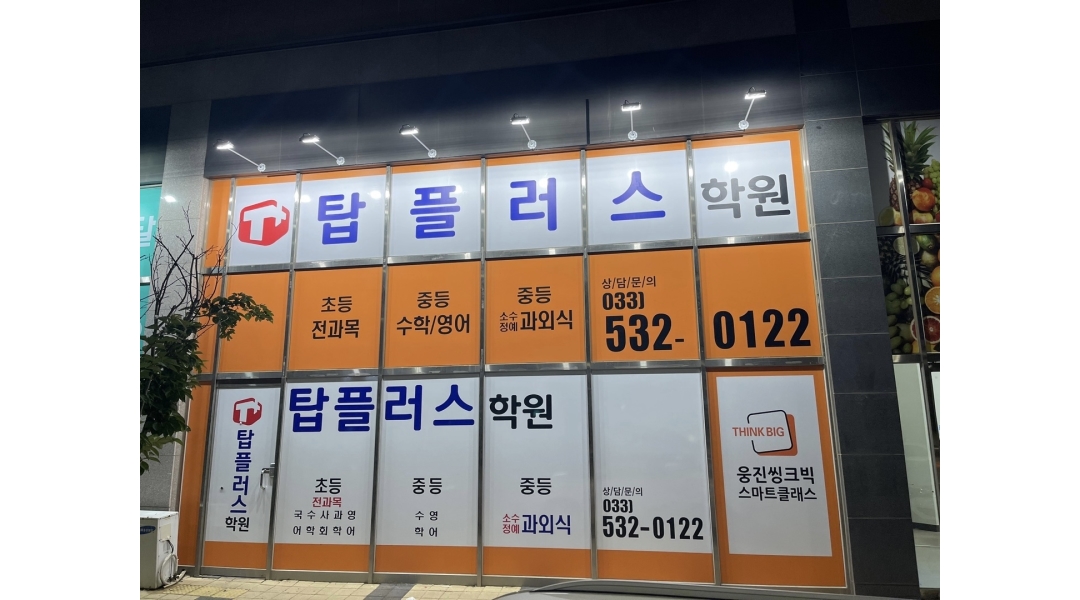 탑플러스 학원
초등
전과목
중등
수학/영어
중등
소수
정예 과외식
상/담/문/의
033)
532-0122
탑플러스 학원
탑플러스 학원
초등
전과목
국수사과영
어학회학어
중등
수영
학어
중등
소수
정예 과외식
상/담/문/의
033)
532-0122
THINK BIG
웅진씽크빅
스마트클래스